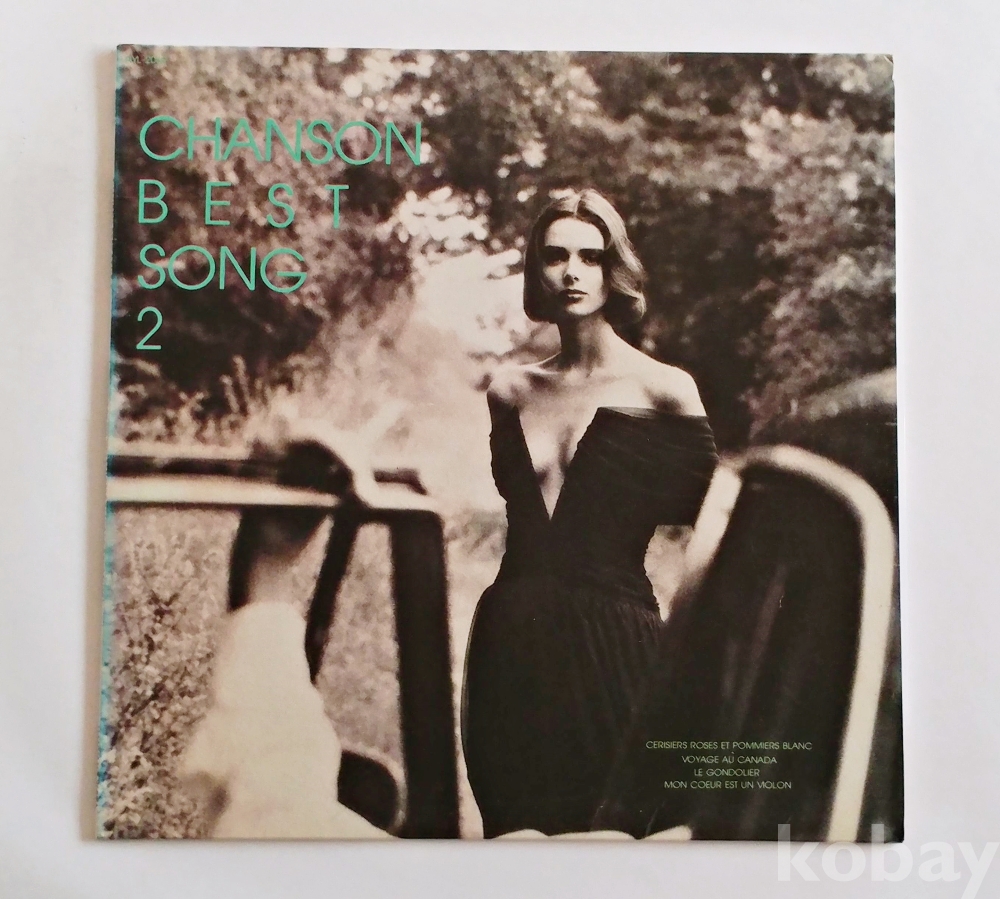 CHANSON
BEST
SONG
2
CERISIERS ROSES ET POMMIERS BLANC
VOYAGE AU CANADA
LE GONDOLIER
MON COEUR EST UN VIOLON
kobay